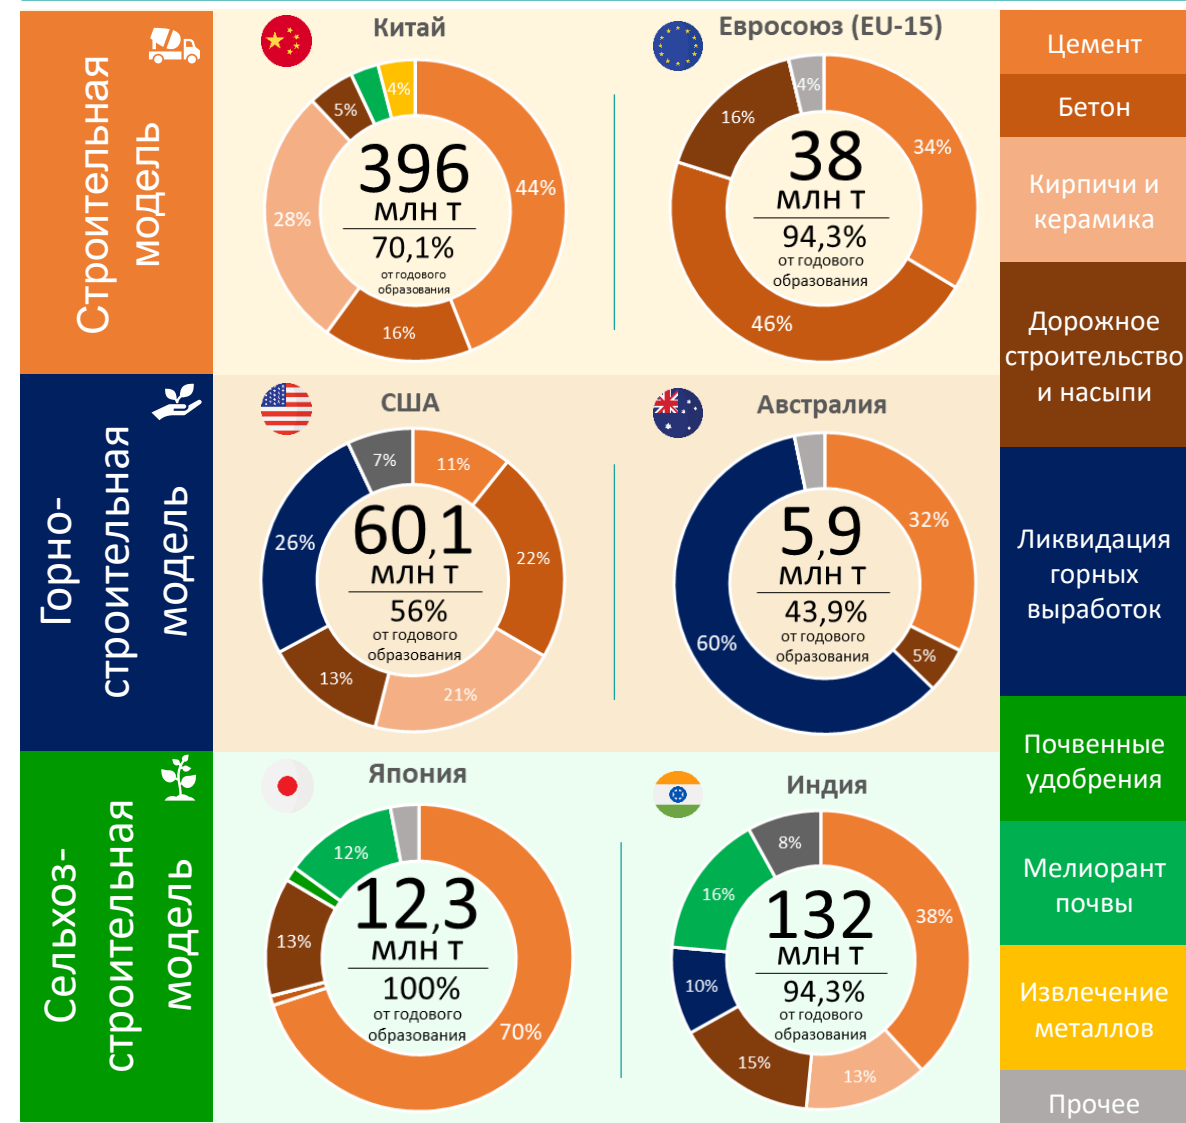 Строительная
модель
Китай
4%
5%
28%
44%
16%
396
млн т
70,1%
от годового
образования
Евросоюз (EU-15)
4%
16%
34%
46%
38
млн т
94,3%
от годового
образования
Горно-
строительная
модель
США
7%
11%
26%
22%
13%
21%
60,1
млн т
56%
от годового
образования
Австралия
32%
60%
5%
5,9
млн т
43,9%
от годового
образования
Сельхоз-
строительная
модель
Япония
12%
13%
70%
12,3
млн т
100%
от годового
образования
Индия
8%
16%
38%
10%
15%
13%
132
млн т
94,3%
от годового
образования
Цемент
Бетон
Кирпичи и
керамика
Дорожное
строительство
и насыпи
Ликвидация
горных
выработок
Почвенные
удобрения
Мелиорант
почвы
Извлечение
металлов
Прочее